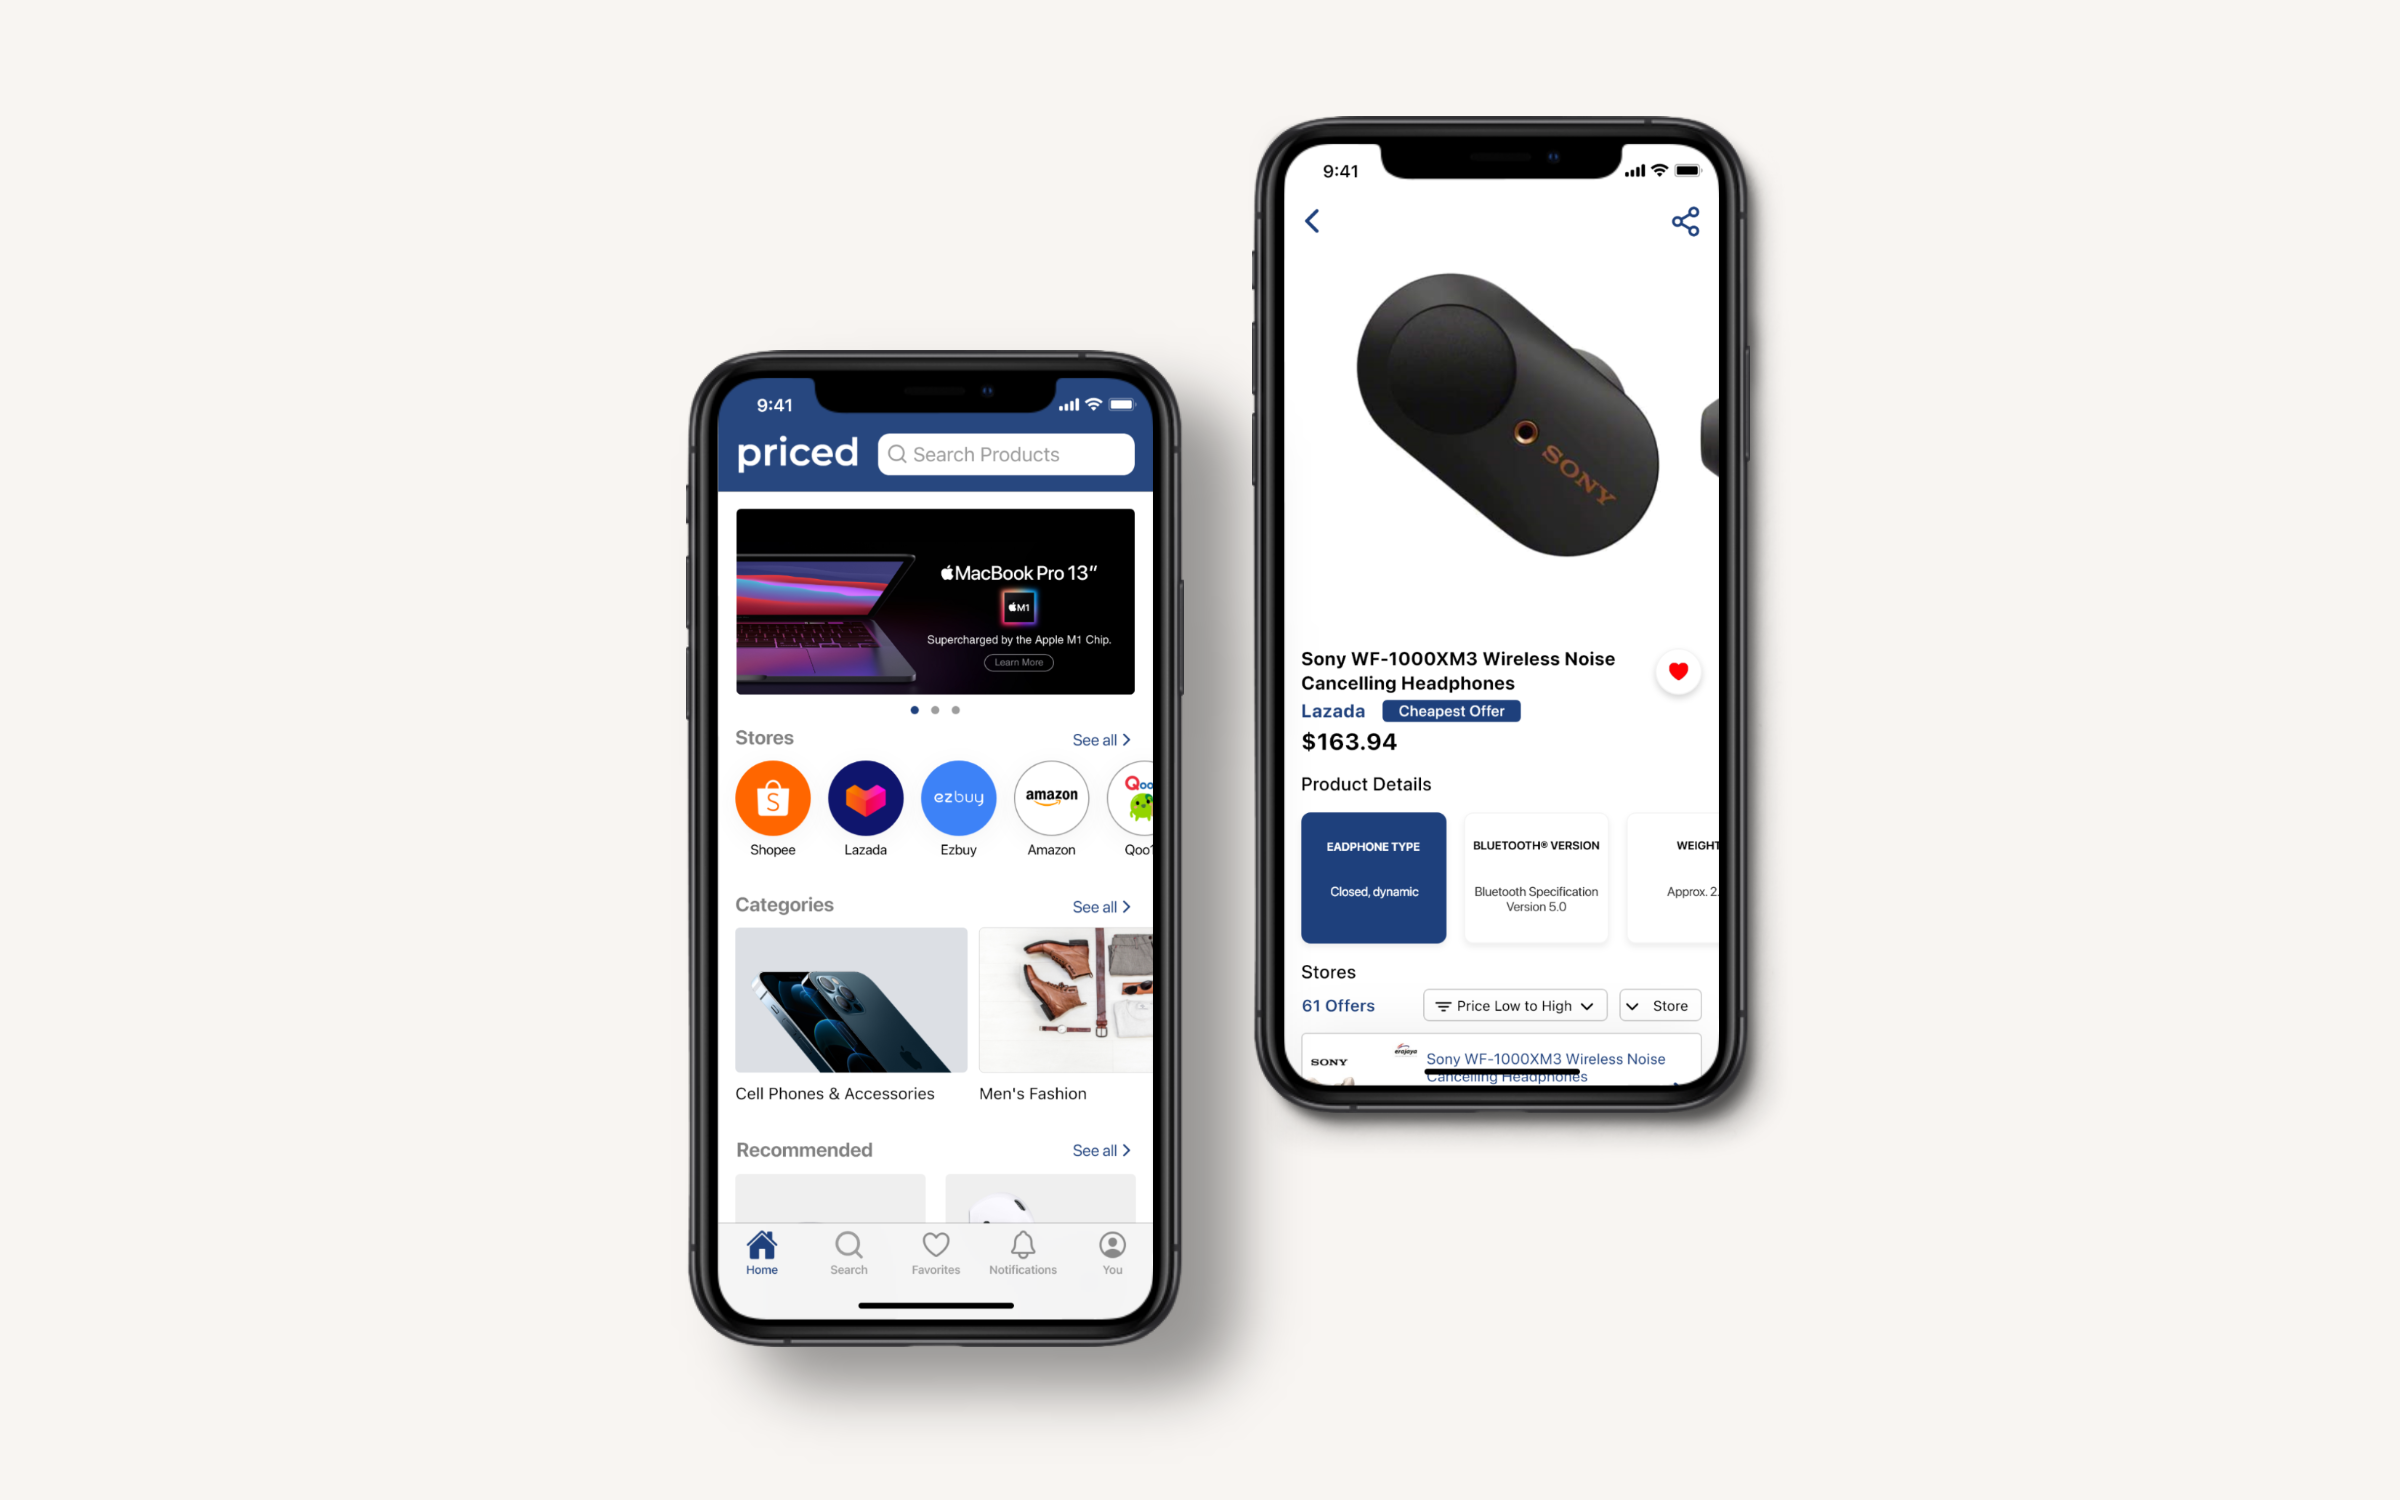 9:41
priced
Search Products
MacBook Pro 13”
M1
Supercharged by the Apple M1 Chip.
Learn More
Stores
See all
S
ezbuy
amazon
Qoo
Shopee
Lazada
Ezbuy
Amazon
Qoo1
Categories
See all
Cell Phones & Accessories
Men's Fashion
Recommended
See all
Home
Search
Favorites
Notifications
You
9:41
SONY
Sony WF-1000XM3 Wireless Noise
Cancelling Headphones
Lazada
Cheapest Offer
$163.94
Product Details
EADPHONE TYPE
Closed, dynamic
BLUETOOTH® VERSION
Bluetooth Specification
Version 5.0
WEIGHT
Approx. 2.
Stores
61 Offers
Price Low to High
Store
SONY
erajaya
Sony WF-1000XM3 Wireless Noise
Cancelling Headphones